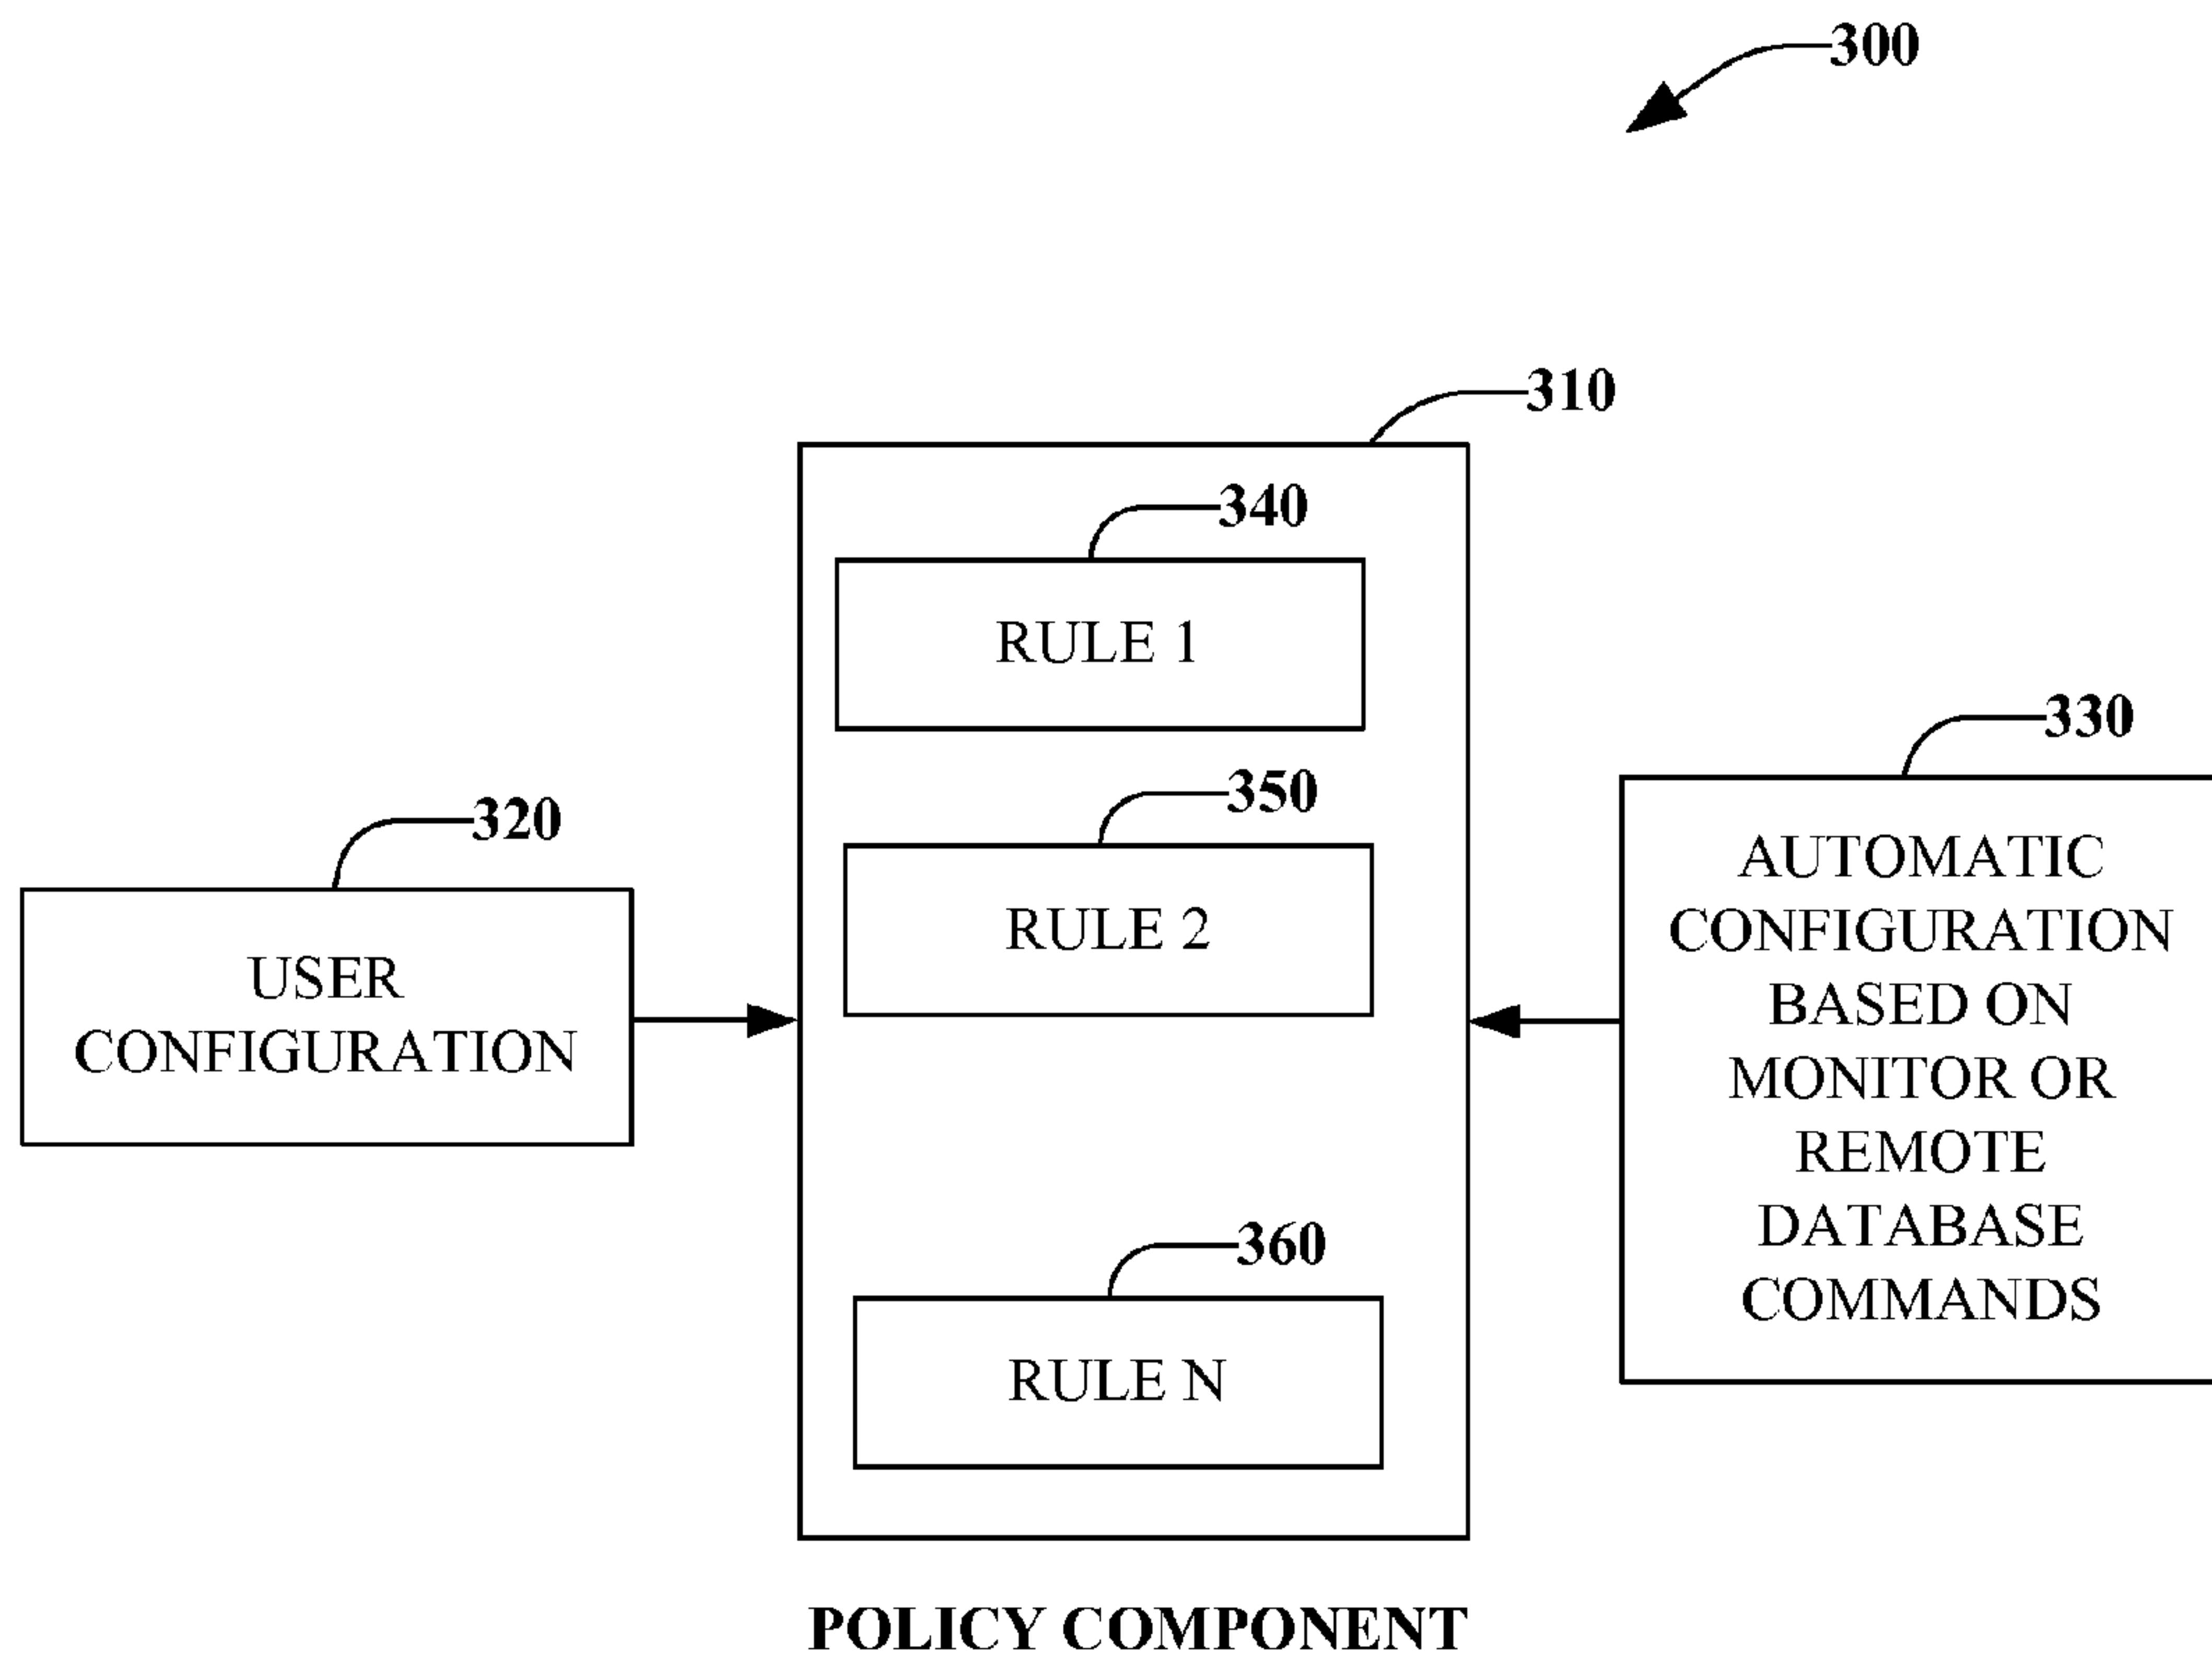 300
310
340
RULE 1
330
350
320
RULE 2
AUTOMATIC
CONFIGURATION
BASED ON
MONITOR OR
REMOTE
DATABASE
COMMANDS
USER
CONFIGURATION
360
RULE N
POLICY COMPONENT